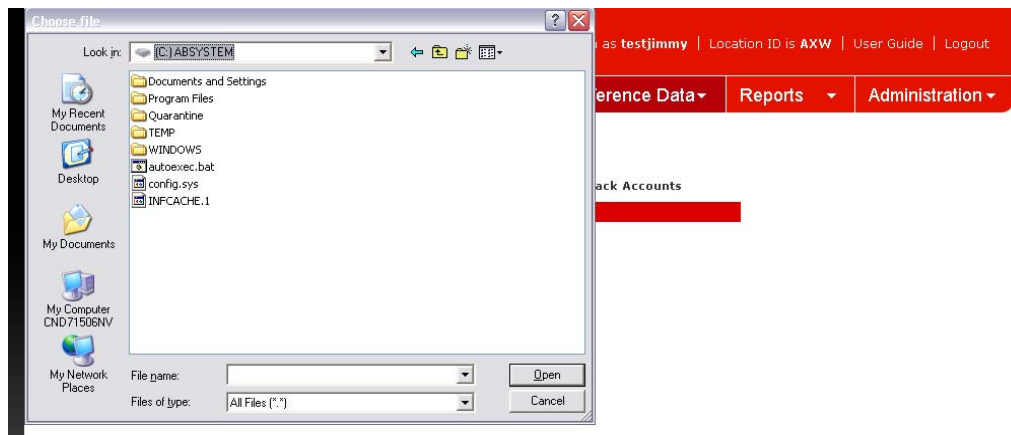 Choose file
Look in: (C:) ABSYSTEM
My Recent Documents
Desktop
My Documents
My Computer
CND71506NV
My Network Places
Documents and Settings
Program Files
Quarantine
TEMP
WINDOWS
autoexec.bat
config.sys
INFCACHE.1
File name:
Open
Files of type: All Files (*.*)
Cancel
as testjimmy | Location ID is AXW | User Guide | Logout
erence Data
Reports
Administration
ack Accounts